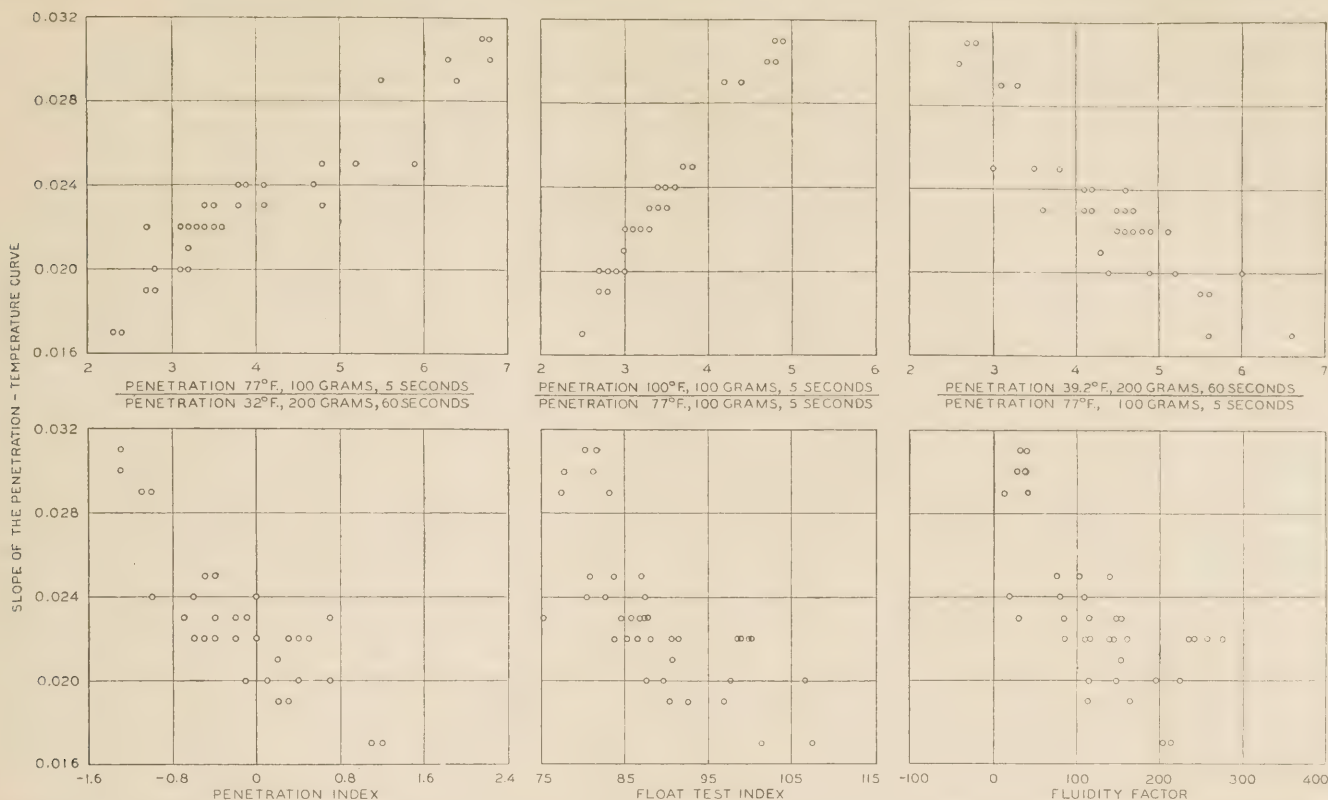 SLOPE OF THE PENETRATION - TEMPERATURE CURVE
0.032
0.028
0.024
0.020
0.016
2 3 4 5 6 7
PENETRATION 77°F., 100 GRAMS, 5 SECONDS
PENETRATION 32°F., 200 GRAMS, 60 SECONDS
2 3 4 5 6
PENETRATION 100°F., 100 GRAMS, 5 SECONDS
PENETRATION 77°F., 100 GRAMS, 5 SECONDS
2 3 4 5 6 7
PENETRATION 39.2°F., 200 GRAMS, 60 SECONDS
PENETRATION 77°F., 100 GRAMS, 5 SECONDS
0.032
0.028
0.024
0.020
0.016
-1.6 -0.8 0 0.8 1.6 2.4
PENETRATION INDEX
75 85 95 105 115
FLOAT TEST INDEX
-100 0 100 200 300 400
FLUIDITY FACTOR